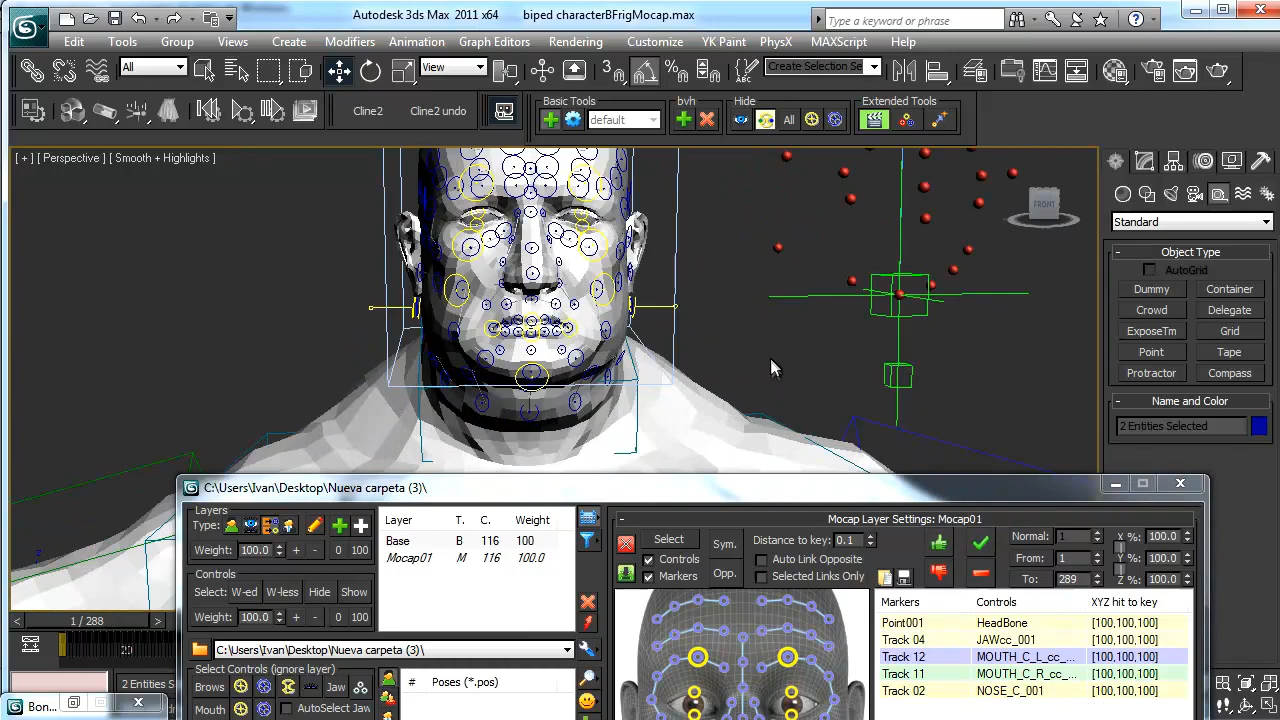 Autodesk 3ds Max 2011 x64 biped characterBFrigMocap.max
Type a keyword or phrase
Edit Tools Group Views Create Modifiers Animation Graph Editors Rendering Customize YK Paint PhysX MAXScript Help
All View Create Selection Se
Cline2 Cline2 undo
Basic Tools bvh Hide Extended Tools
default All
[ + ] [ Perspective ] [ Smooth + Highlights ]
FRONT
Standard
- Object Type
AutoGrid
Dummy Container
Crowd Delegate
ExposeTm Grid
Point Tape
Protractor Compass
- Name and Color
2 Entities Selected
C:\Users\Ivan\Desktop\Nueva carpeta (3)\
Layers
Type:
Weight: 100.0 + - 0 100
Controls
Select: W-ed W-less Hide Show
Weight: 100.0 + - 0 100
Layer T. C. Weight
Base B 116 100
Mocap01 M 116 100.0
C:\Users\Ivan\Desktop\Nueva carpeta (3)\
Select Controls (ignore layer)
Brows Jaw
Mouth AutoSelect Jaw
# Poses (*.pos)
- Mocap Layer Settings: Mocap01
Select Sym. Distance to key: 0.1
Controls Auto Link Opposite
Markers Opp. Selected Links Only
Normal: 1 X %: 100.0
From: 1 Y %: 100.0
To: 289 Z %: 100.0
Markers Controls XYZ hit to key
Point001 HeadBone [100,100,100]
Track 04 JAWcc_001 [100,100,100]
Track 12 MOUTH_C_L_cc_... [100,100,100]
Track 11 MOUTH_C_R_cc_... [100,100,100]
Track 02 NOSE_C_001 [100,100,100]
< 1 / 288 >
20
2 Entities
Bon...